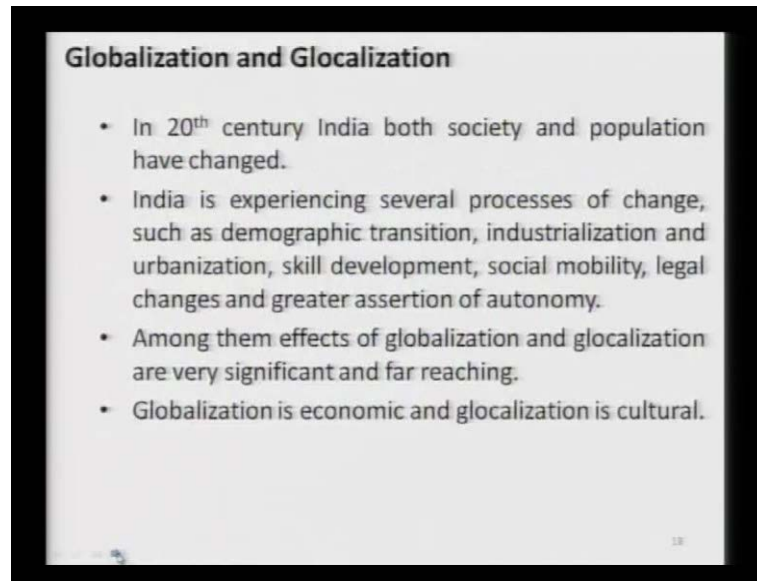 Globalization and Glocalization
• In 20th century India both society and population
have changed.
• India is experiencing several processes of change,
such as demographic transition, industrialization and
urbanization, skill development, social mobility, legal
changes and greater assertion of autonomy.
• Among them effects of globalization and glocalization
are very significant and far reaching.
• Globalization is economic and glocalization is cultural.